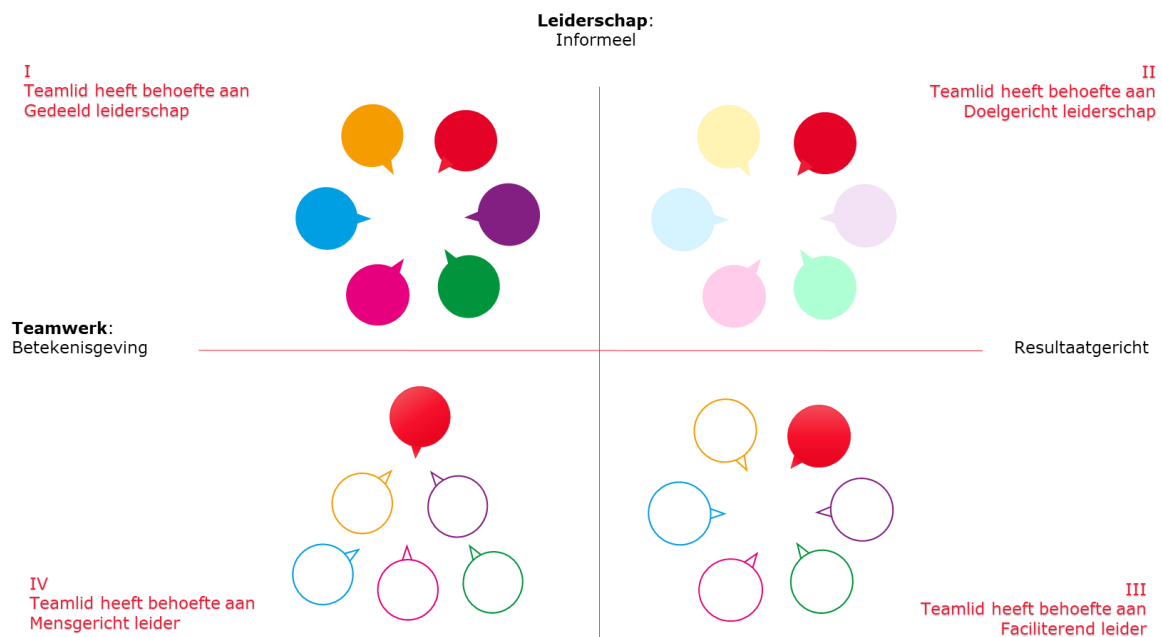 Leiderschap:
Informeel
I
Teamlid heeft behoefte aan
Gedeeld leiderschap
II
Teamlid heeft behoefte aan
Doelgericht leiderschap
Teamwerk:
Betekenisgeving
Resultaatgericht
IV
Teamlid heeft behoefte aan
Mensgericht leider
III
Teamlid heeft behoefte aan
Faciliterend leider